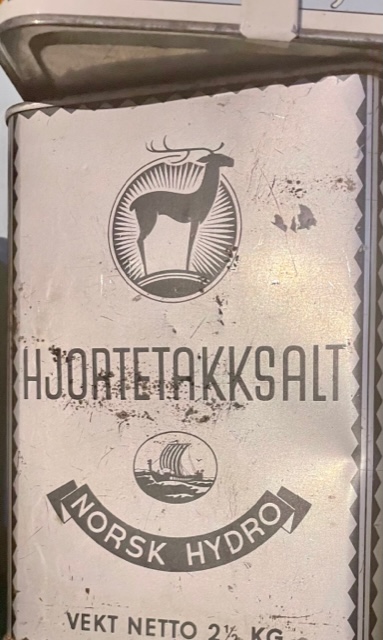 HJORTETAKKSALT
NORSK HYDRO
VEKT NETTO 2½ KG.